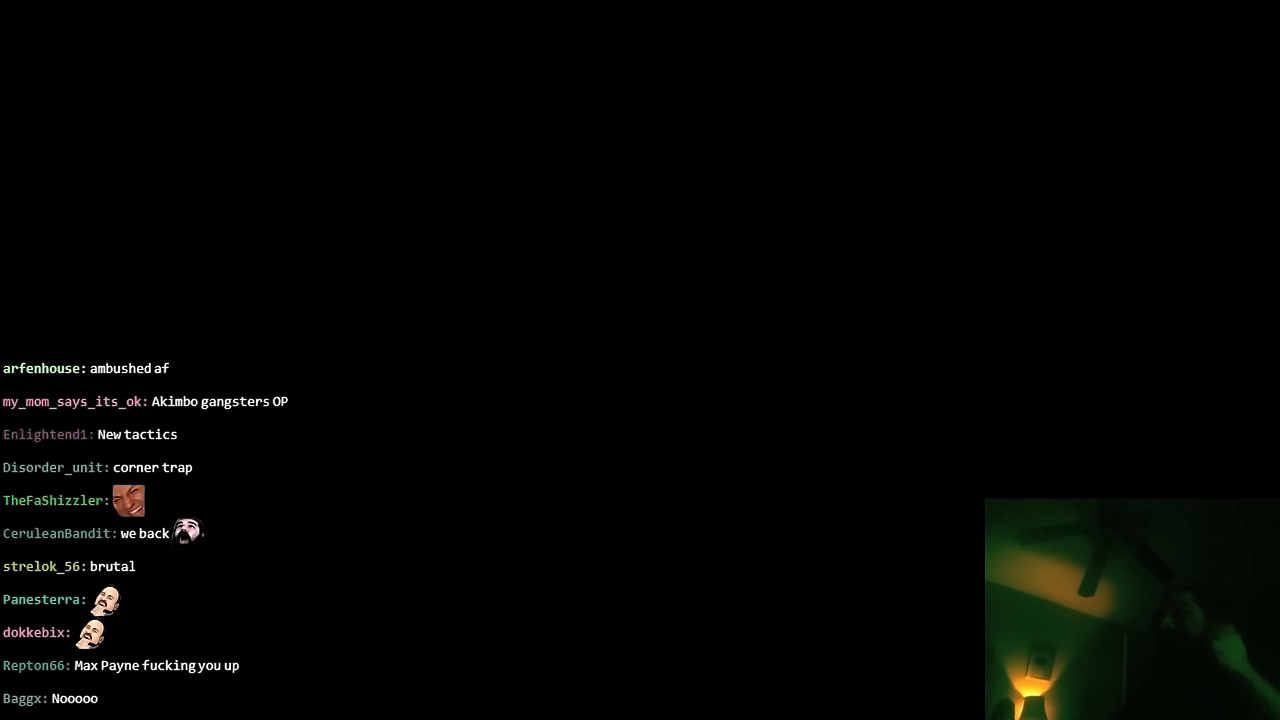 arfenhouse: ambushed af
my_mom_says_its_ok: Akimbo gangsters OP
Enlightend1: New tactics
Disorder_unit: corner trap
TheFaShizzler:
CeruleanBandit: we back
strelok_56: brutal
Panesterra:
dokkebix:
Repton66: Max Payne fucking you up
Baggx: Nooooo